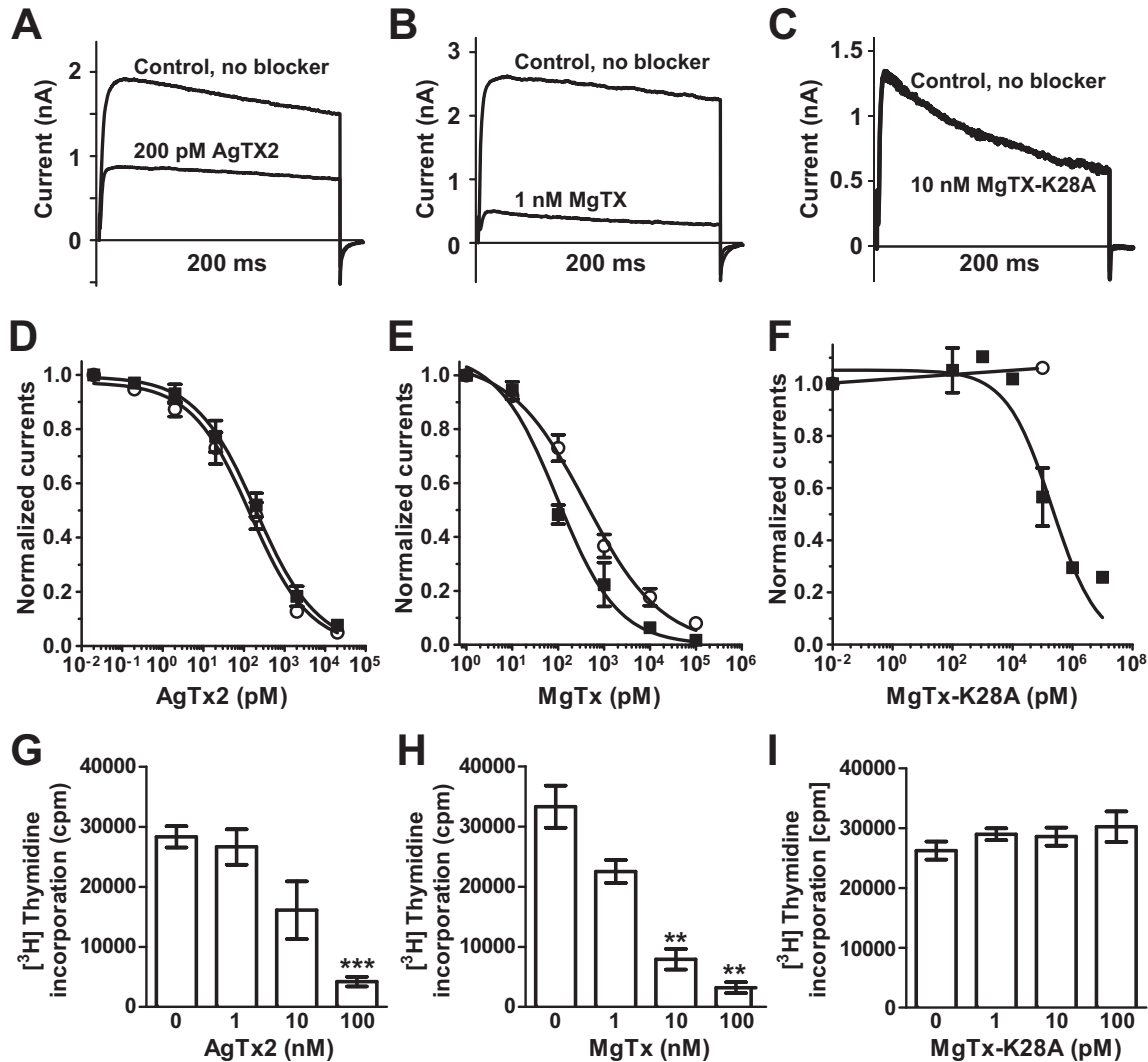 A
B
C
Current (nA)
2
1
0
Control, no blocker
200 pM AgTX2
200 ms
Current (nA)
3
2
1
0
Control, no blocker
1 nM MgTX
200 ms
Current (nA)
1.5
1
0.5
0
Control, no blocker
10 nM MgTX-K28A
200 ms
D
E
F
Normalized currents
1.0
0.8
0.6
0.4
0.2
0.0
10⁻² 10⁻¹ 10⁰ 10¹ 10² 10³ 10⁴ 10⁵
AgTx2 (pM)
Normalized currents
1.0
0.8
0.6
0.4
0.2
0.0
10⁰ 10¹ 10² 10³ 10⁴ 10⁵ 10⁶
MgTx (pM)
Normalized currents
1.0
0.8
0.6
0.4
0.2
0.0
10⁻² 10⁰ 10² 10⁴ 10⁶ 10⁸
MgTx-K28A (pM)
G
H
I
[³H] Thymidine
incorporation (cpm)
40000
30000
20000
10000
0
***
0 1 10 100
AgTx2 (nM)
[³H] Thymidine
incorporation (cpm)
40000
30000
20000
10000
0
**
**
0 1 10 100
MgTx (nM)
[³H] Thymidine
incorporation [cpm]
40000
30000
20000
10000
0
0 1 10 100
MgTx-K28A (pM)